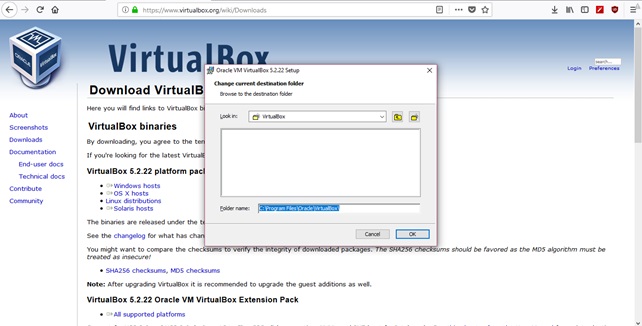 https://www.virtualbox.org/wiki/Downloads
VirtualBox
search...
Login Preferences
Download VirtualB
Here you will find links to VirtualBox b
VirtualBox binaries
By downloading, you agree to the ter
If you're looking for the latest VirtualB
VirtualBox 5.2.22 platform pac
Windows hosts
OS X hosts
Linux distributions
Solaris hosts
The binaries are released under the te
See the changelog for what has chan
You might want to compare the checksums to verify the integrity of downloaded packages. The SHA256 checksums should be favored as the MD5 algorithm must be
treated as insecure!
SHA256 checksums, MD5 checksums
Note: After upgrading VirtualBox it is recommended to upgrade the guest additions as well.
VirtualBox 5.2.22 Oracle VM VirtualBox Extension Pack
All supported platforms
About
Screenshots
Downloads
Documentation
End-user docs
Technical docs
Contribute
Community
Oracle VM VirtualBox 5.2.22 Setup
Change current destination folder
Browse to the destination folder
Look in:
VirtualBox
Folder name:
C:\Program Files\Oracle\VirtualBox\
Cancel
OK